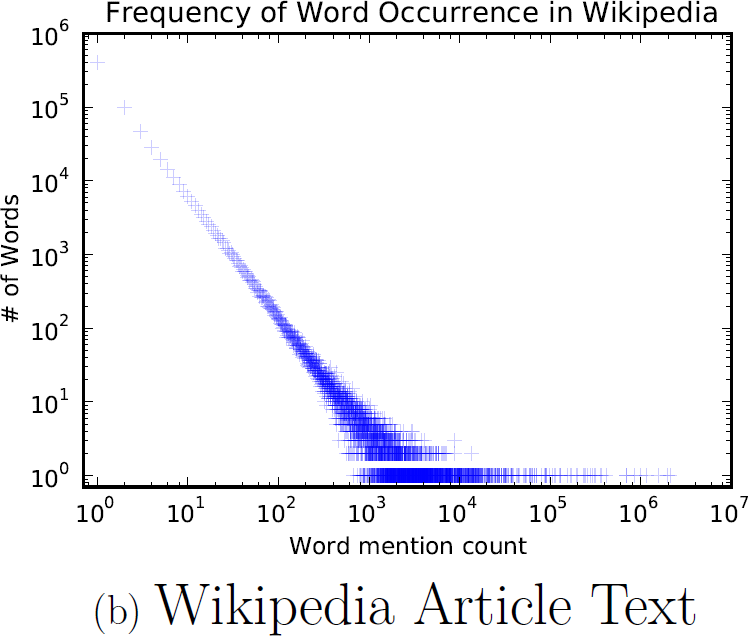 Frequency of Word Occurrence in Wikipedia
10^6
10^5
10^4
10^3
10^2
10^1
10^0
# of Words
10^0 10^1 10^2 10^3 10^4 10^5 10^6 10^7
Word mention count
(b) Wikipedia Article Text